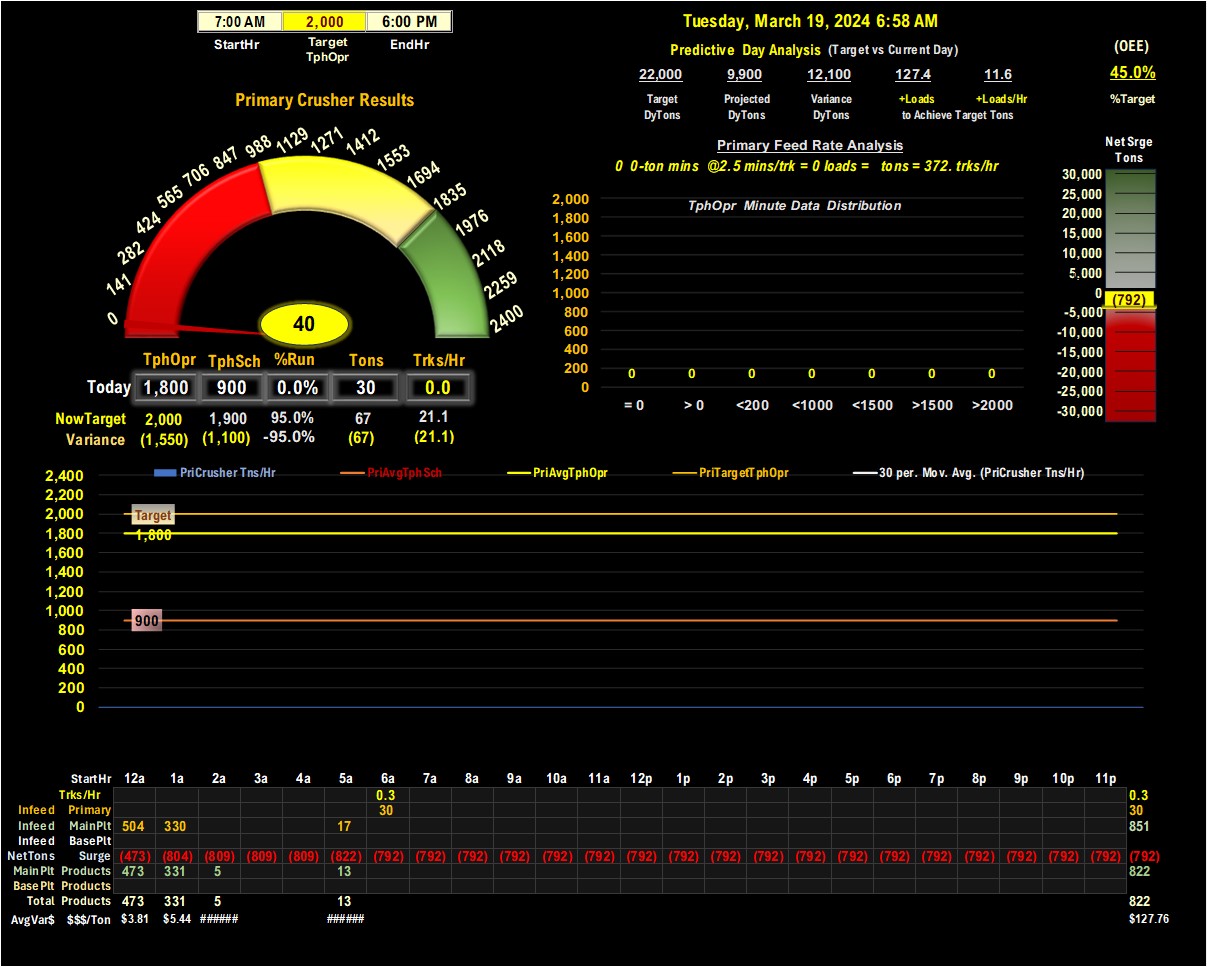 7:00 AM 2,000 6:00 PM
StartHr Target TphOpr EndHr
Tuesday, March 19, 2024 6:58 AM
Predictive Day Analysis (Target vs Current Day)
(OEE)
22,000 9,900 12,100 127.4 11.6
45.0%
Target DyTons Projected DyTons Variance DyTons +Loads +Loads/Hr to Achieve Target Tons
%Target
Primary Crusher Results
0 141 282 424 565 706 847 988 1129 1271 1412 1553 1694 1835 1976 2118 2259 2400
40
TphOpr TphSch %Run Tons Trks/Hr
Today 1,800 900 0.0% 30 0.0
NowTarget 2,000 1,900 95.0% 67 21.1
Variance (1,550) (1,100) -95.0% (67) (21.1)
Primary Feed Rate Analysis
0 0-ton mins @2.5 mins/trk = 0 loads = tons = 372. trks/hr
TphOpr Minute Data Distribution
2,000
1,800
1,600
1,400
1,200
1,000
800
600
400
200
0
0 0 0 0 0 0 0
= 0 > 0 <200 <1000 <1500 >1500 >2000
Net Srge
Tons
30,000
25,000
20,000
15,000
10,000
5,000
0
(792)
-5,000
-10,000
-15,000
-20,000
-25,000
-30,000
PriCrusher Tns/Hr PriAvgTphSch PriAvgTphOpr PriTargetTphOpr 30 per. Mov. Avg. (PriCrusher Tns/Hr)
2,400
2,200
2,000
1,800
1,600
1,400
1,200
1,000
800
600
400
200
0
Target
1,800
900
StartHr 12a 1a 2a 3a 4a 5a 6a 7a 8a 9a 10a 11a 12p 1p 2p 3p 4p 5p 6p 7p 8p 9p 10p 11p
Trks/Hr 0.3 0.3
Infeed Primary 30 30
Infeed MainPlt 504 330 17 851
Infeed BasePlt
NetTons Surge (473) (804) (809) (809) (809) (822) (792) (792) (792) (792) (792) (792) (792) (792) (792) (792) (792) (792) (792) (792) (792) (792) (792) (792) (792)
Main Plt Products 473 331 5 13 822
Base Plt Products
Total Products 473 331 5 13 822
AvgVar$ $$$/Ton $3.81 $5.44 ###### ###### $127.76